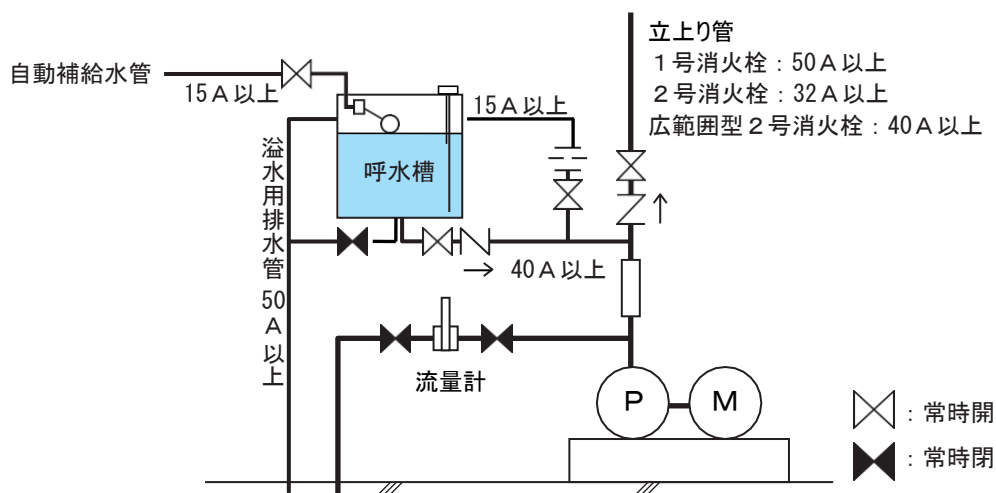 立上り管
1号消火栓：50A以上
2号消火栓：32A以上
広範囲型2号消火栓：40A以上
自動補給水管
15A以上
15A以上
呼水槽
溢水用排水管 50A以上
40A以上
流量計
P
M
：常時開
：常時閉